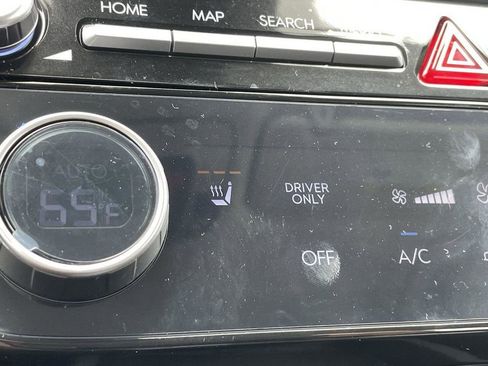 HOME MAP SEARCH
AUTO
65°F
DRIVER
ONLY
OFF A/C